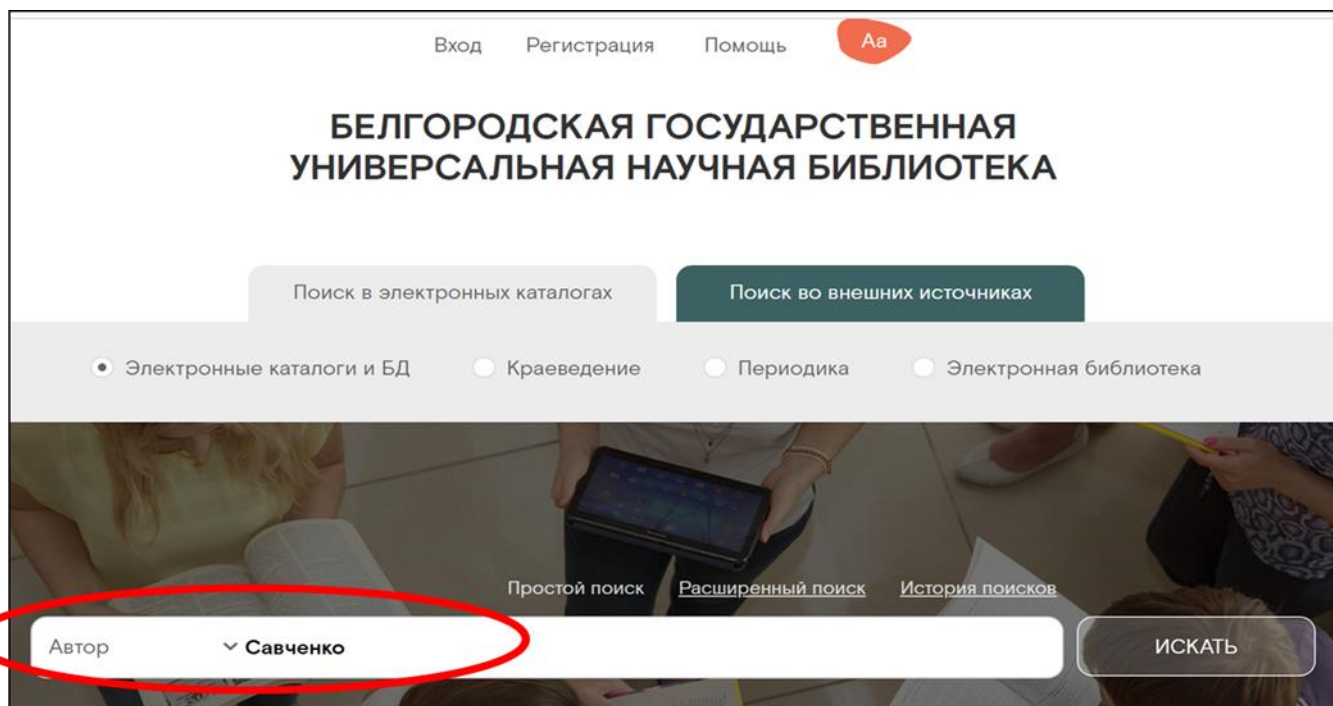 Вход Регистрация Помощь Аа
БЕЛГОРОДСКАЯ ГОСУДАРСТВЕННАЯ
УНИВЕРСАЛЬНАЯ НАУЧНАЯ БИБЛИОТЕКА
Поиск в электронных каталогах Поиск во внешних источниках
Электронные каталоги и БД Краеведение Периодика Электронная библиотека
Простой поиск Расширенный поиск История поисков
Автор Савченко ИСКАТЬ